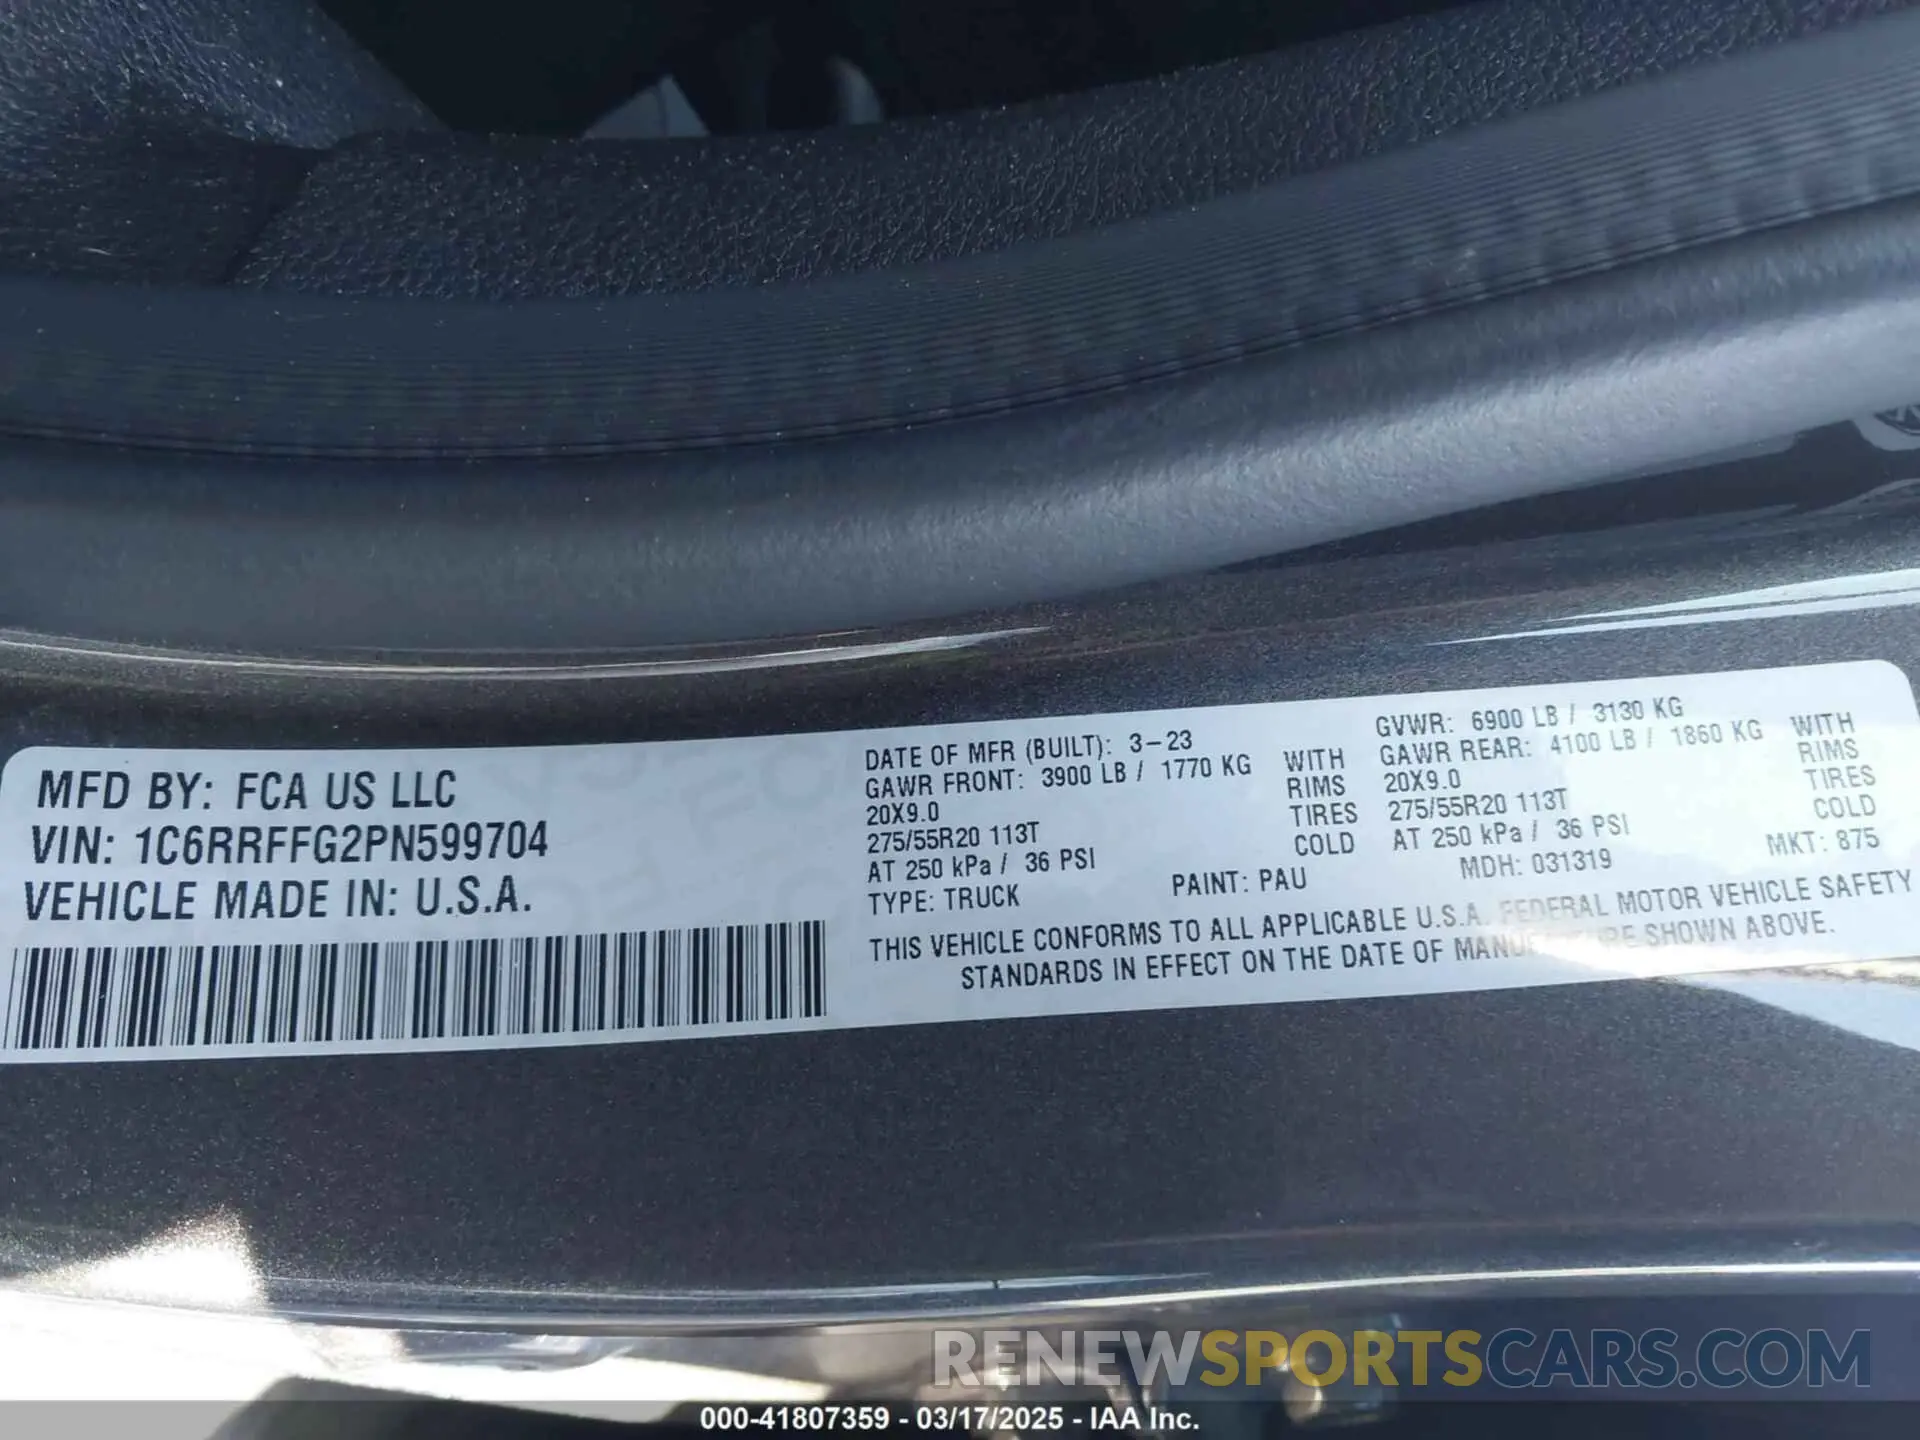 MFD BY: FCA US LLC
VIN: 1C6RRFFG2PN599704
VEHICLE MADE IN: U.S.A.
DATE OF MFR (BUILT): 3-23
GAWR FRONT: 3900 LB / 1770 KG WITH
20X9.0 RIMS
275/55R20 113T TIRES
AT 250 kPa / 36 PSI COLD
GVWR: 6900 LB / 3130 KG
GAWR REAR: 4100 LB / 1860 KG WITH
20X9.0 RIMS
275/55R20 113T TIRES
AT 250 kPa / 36 PSI COLD
TYPE: TRUCK PAINT: PAU MDH: 031319 MKT: 875
THIS VEHICLE CONFORMS TO ALL APPLICABLE U.S.A. FEDERAL MOTOR VEHICLE SAFETY
STANDARDS IN EFFECT ON THE DATE OF MANUFACTURE SHOWN ABOVE.
RENEWSPORTSCARS.COM
000-41807359 - 03/17/2025 - IAA Inc.